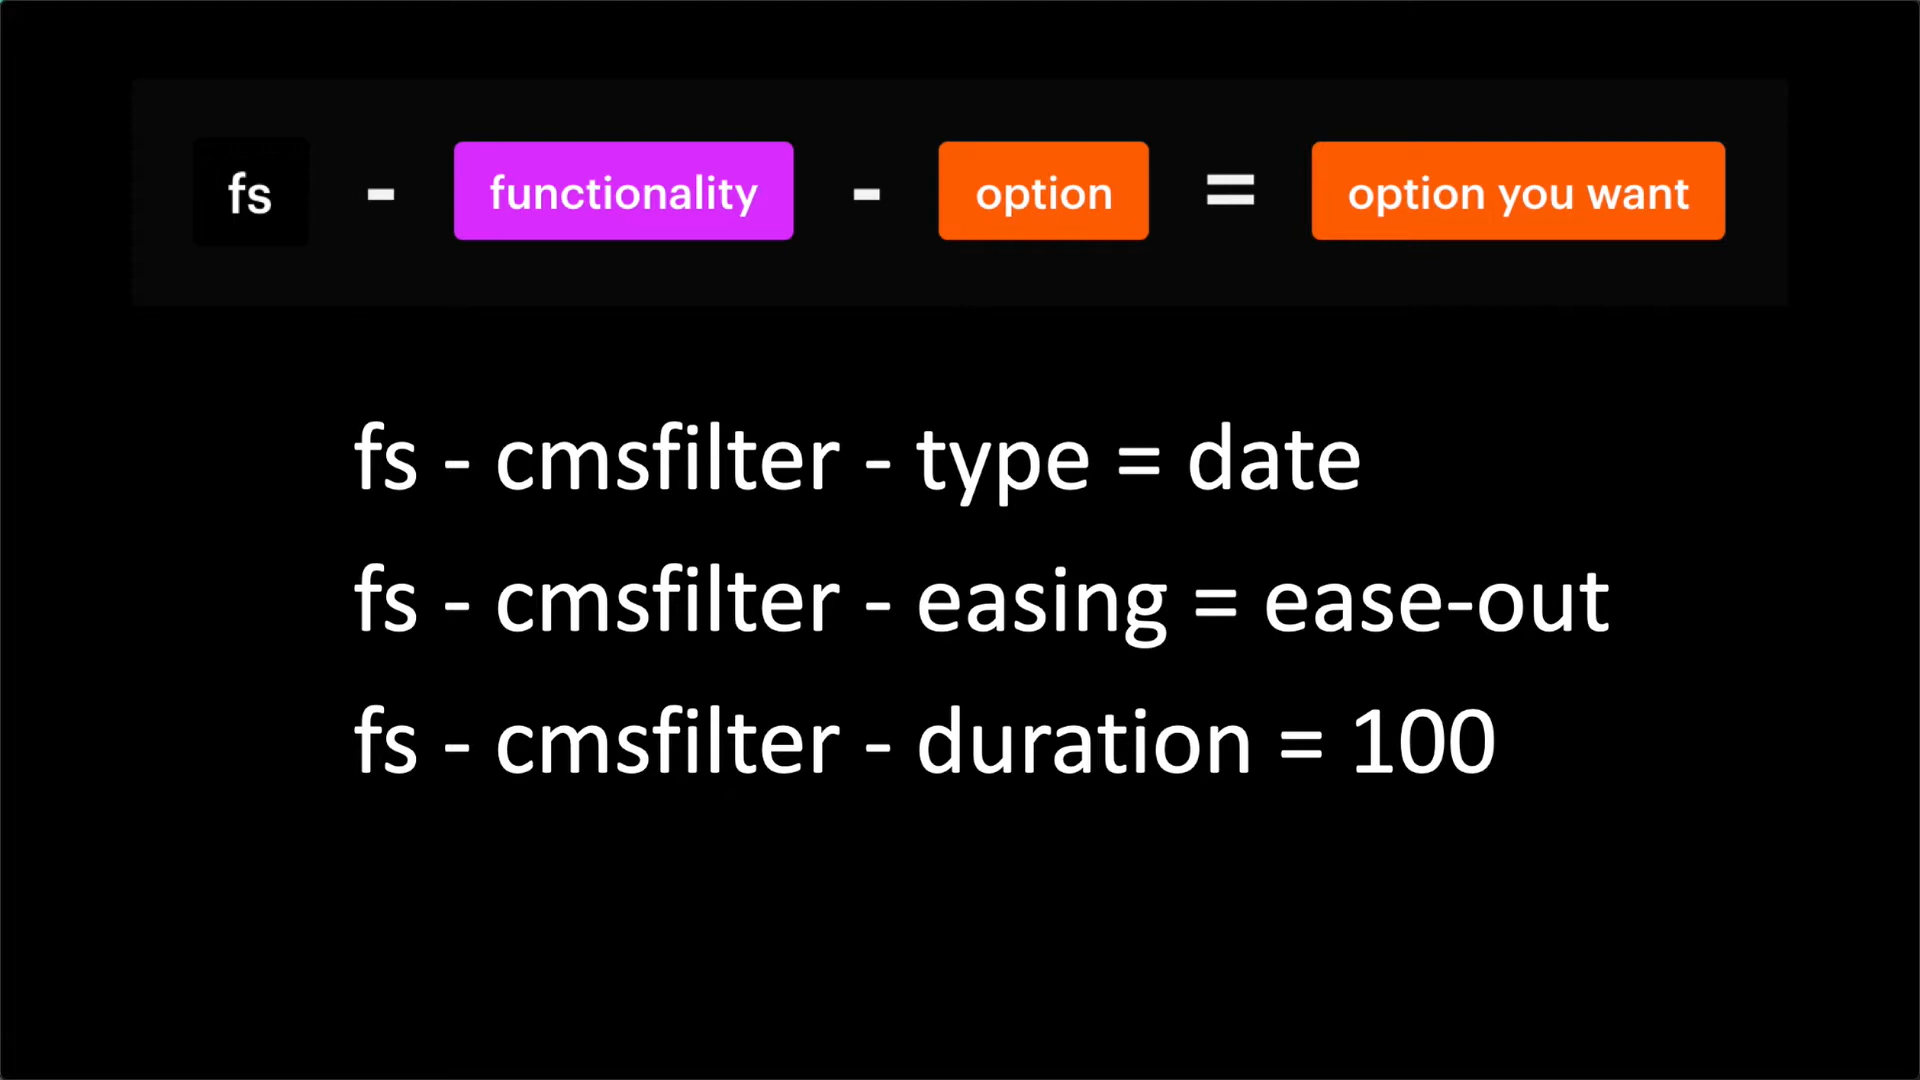 fs - functionality - option = option you want
fs - cmsfilter - type = date
fs - cmsfilter - easing = ease-out
fs - cmsfilter - duration = 100